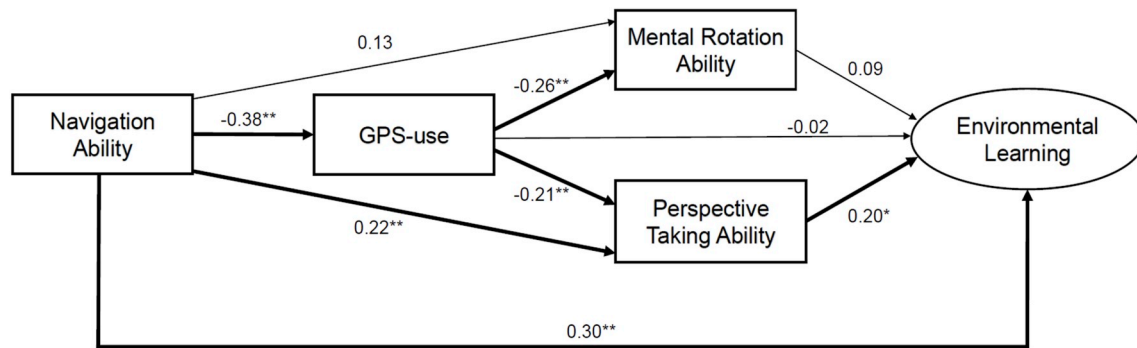 0.13
Mental Rotation
Ability
-0.26**
0.09
Navigation
Ability
-0.38**
GPS-use
-0.02
Environmental
Learning
-0.21**
0.22**
Perspective
Taking Ability
0.20*
0.30**